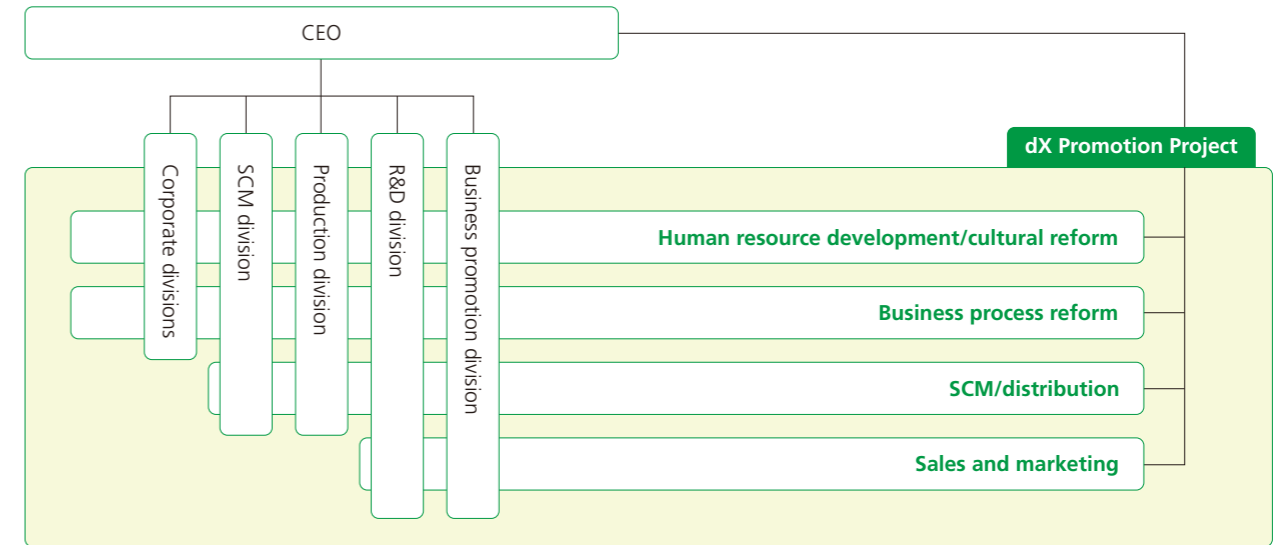 CEO
dX Promotion Project
Corporate divisions
SCM division
Production division
R&D division
Business promotion division
Human resource development/cultural reform
Business process reform
SCM/distribution
Sales and marketing